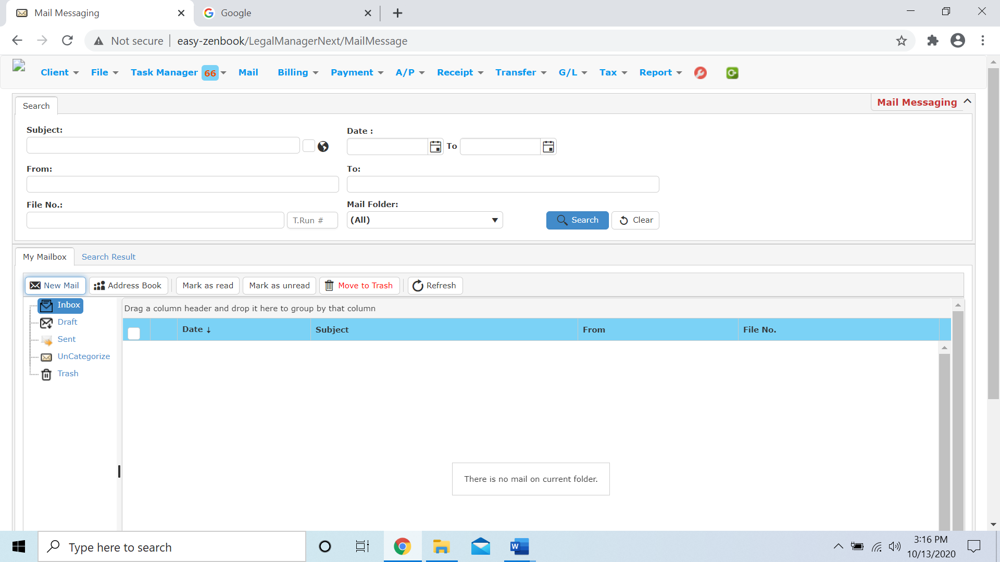 Mail Messaging
Google
Not secure
easy-zenbook/LegalManagerNext/MailMessage
Client File Task Manager 66 Mail Billing Payment A/P Receipt Transfer G/L Tax Report
Search
Mail Messaging
Subject:
Date :
To
From:
To:
File No.:
Mail Folder:
T.Run #
(All)
Search
Clear
My Mailbox
Search Result
New Mail
Address Book
Mark as read
Mark as unread
Move to Trash
Refresh
Inbox
Draft
Sent
UnCategorize
Trash
Drag a column header and drop it here to group by that column
Date ↓ Subject From File No.
There is no mail on current folder.
Type here to search
W
3:16 PM
10/13/2020